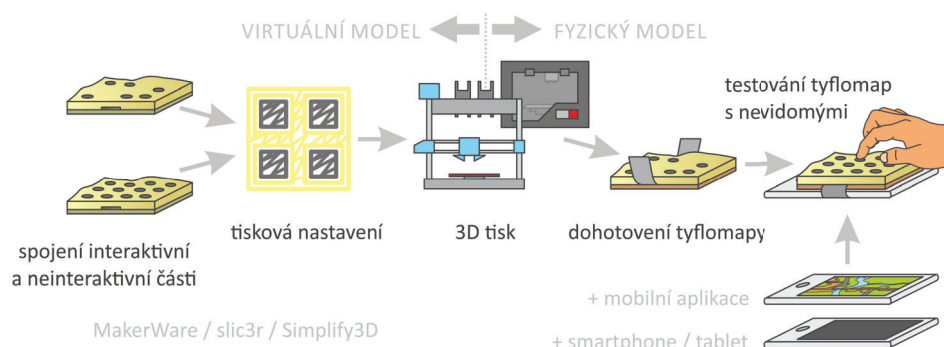 VIRTUÁLNÍ MODEL
FYZICKÝ MODEL
testování tyflomap
s nevidomými
spojení interaktivní
a neinteraktivní části
tisková nastavení
3D tisk
dohotovení tyflomapy
+ mobilní aplikace
MakerWare / slic3r / Simplify3D
+ smartphone / tablet